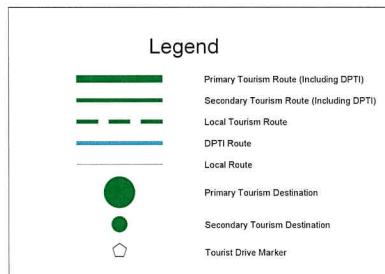 Legend
Primary Tourism Route (Including DPTI)
Secondary Tourism Route (Including DPTI)
Local Tourism Route
DPTI Route
Local Route
Primary Tourism Destination
Secondary Tourism Destination
Tourist Drive Marker